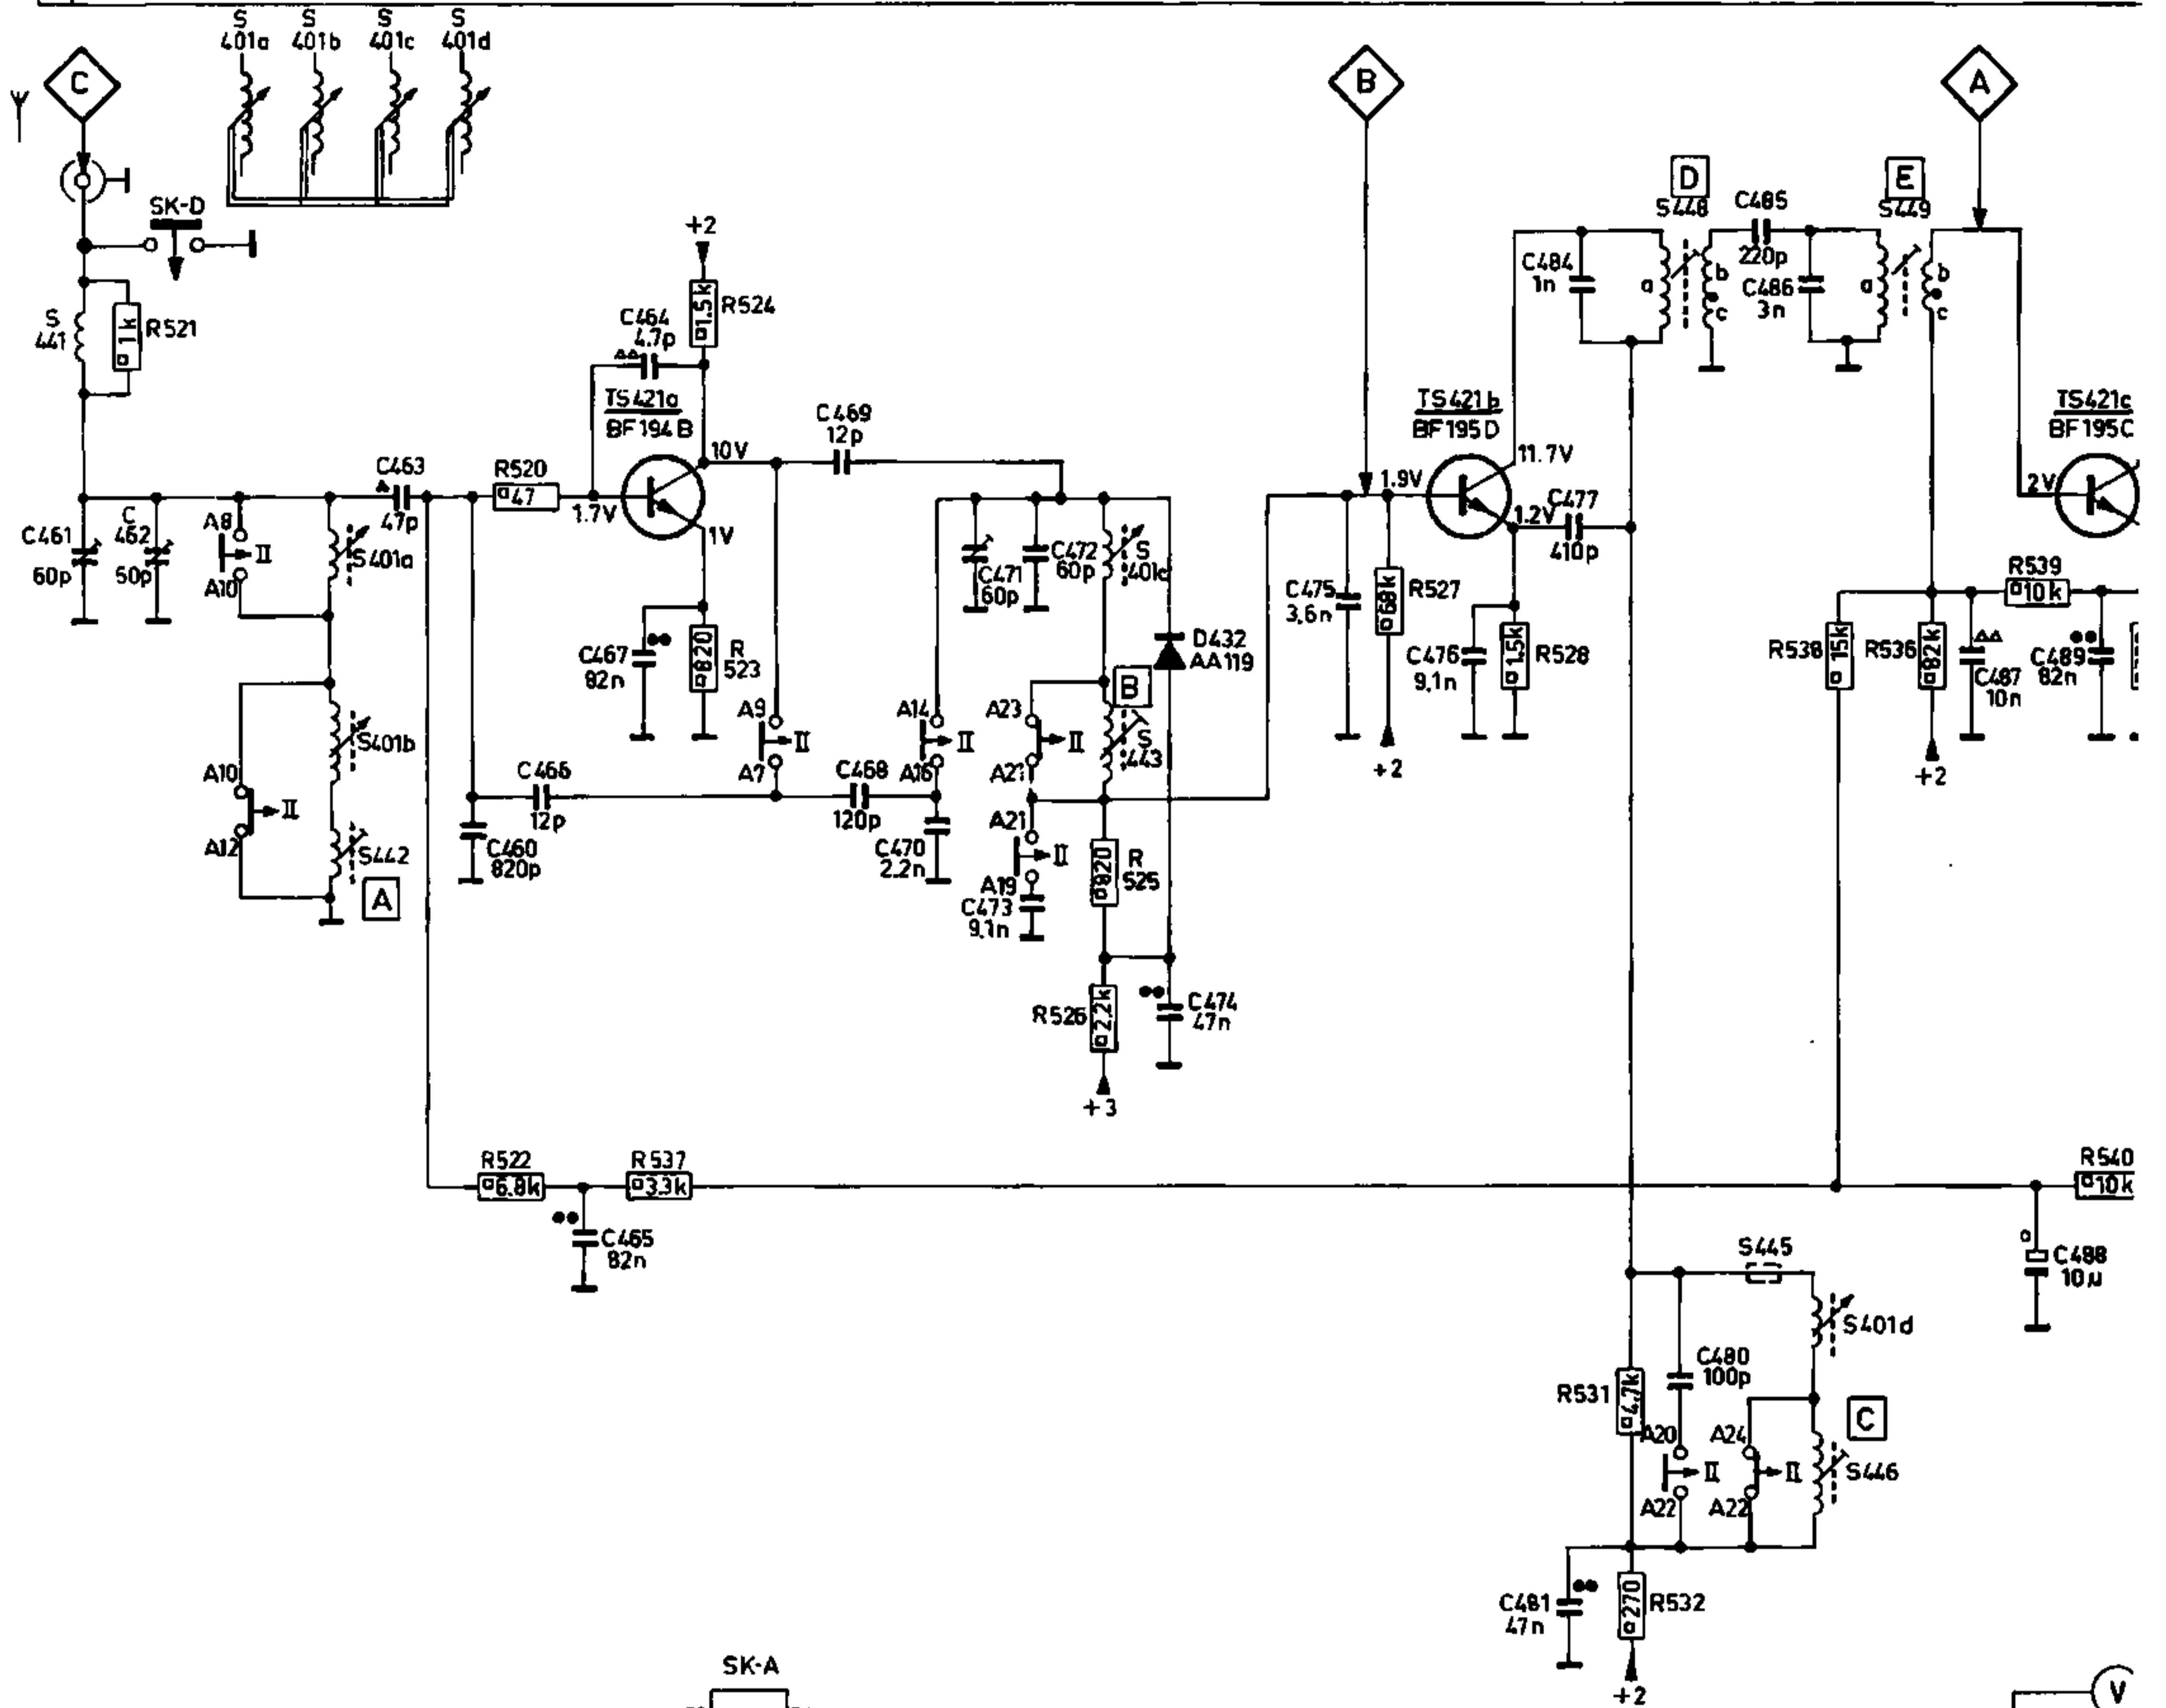 S
401a
S
401b
S
401c
S
401d
C
B
A
SK-D
D
S448
C485
220p
E
S449
+2
1.5k
R524
C464
4.7p
C484
1n
a
b
c
C486
3n
a
b
c
S
441
1k
R521
TS421a
BF194B
C469
12p
TS421b
BF195D
TS421c
BF195C
10V
11.7V
C463
47p
R520
47
1.7V
1V
1.9V
1.2V
C477
410p
2V
C461
60p
C
462
50p
A8
II
A10
S401a
C471
60p
C472
60p
S
401c
C475
3,6n
68k
R527
R539
10k
C467
82n
820
R
523
D432
AA119
C476
9,1n
1.5k
R528
R538
15k
R536
82k
C487
10n
C489
82n
B
A9
II
A7
A14
II
A16
A23
II
A21
S
443
+2
+2
S401b
A10
II
A12
S442
A
C466
12p
C468
120p
C460
820p
C470
2.2n
A21
II
A19
C473
9,1n
820
R
525
R526
2,2k
C474
47n
+3
R522
6.8k
R537
3.3k
R540
10k
C465
82n
S445
C488
10µ
S401d
C480
100p
R531
4.7k
C
A20
II
A22
A24
II
A22
S446
C481
47n
270
R532
+2
SK-A
V